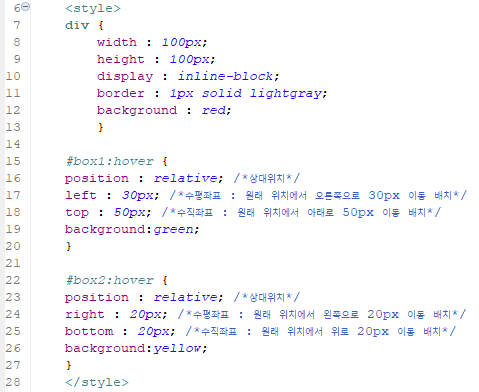 6 <style>
7 div {
8 width : 100px;
9 height : 100px;
10 display : inline-block;
11 border : 1px solid lightgray;
12 background : red;
13 }
14
15 #box1:hover {
16 position : relative; /*상대위치*/
17 left : 30px; /*수평좌표 : 원래 위치에서 오른쪽으로 30px 이동 배치*/
18 top : 50px; /*수직좌표 : 원래 위치에서 아래로 50px 이동 배치*/
19 background:green;
20 }
21
22 #box2:hover {
23 position : relative; /*상대위치*/
24 right : 20px; /*수평좌표 : 원래 위치에서 왼쪽으로 20px 이동 배치*/
25 bottom : 20px; /*수직좌표 : 원래 위치에서 위로 20px 이동 배치*/
26 background:yellow;
27 }
28 </style>